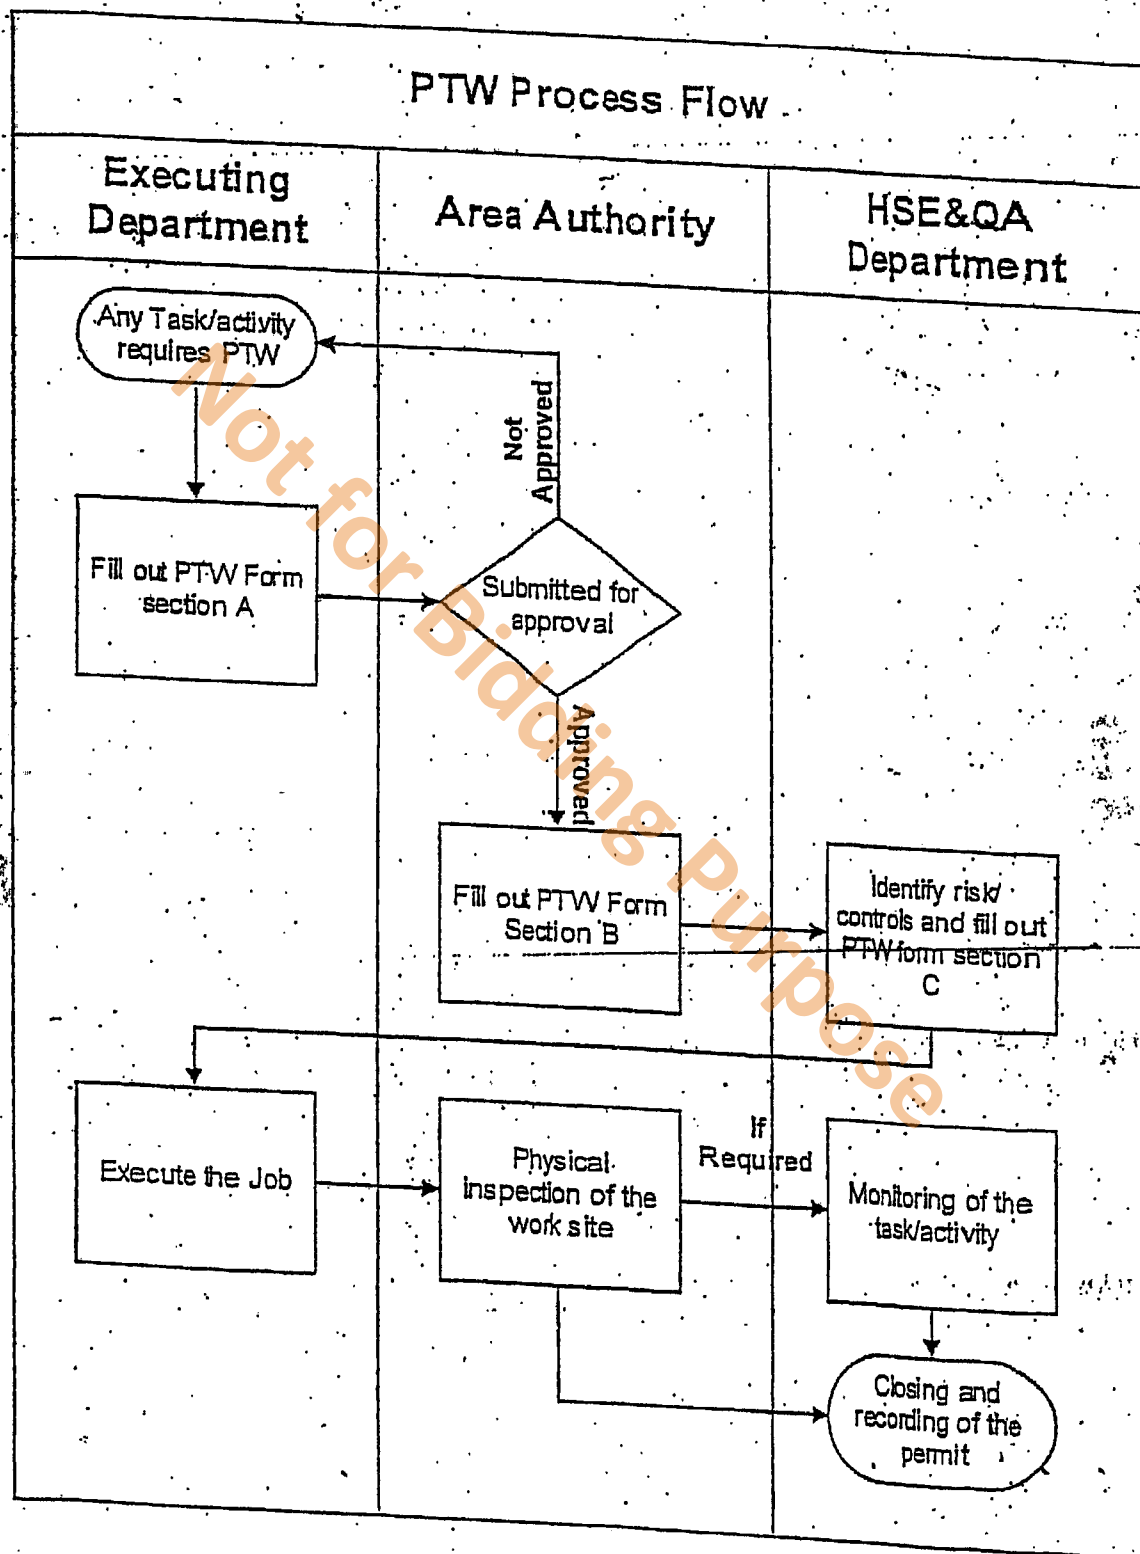 PTW Process Flow
Executing
Department
Area Authority
HSE&QA
Department
Any Task/activity
requires PTW
Not
Approved
Fill out PTW Form
section A
Submitted for
approval
Approved
Fill out PTW Form
Section B
Identify risk/
controls and fill out
PTW form section
C
Execute the Job
Physical
inspection of the
work site
If
Required
Monitoring of the
task/activity
Closing and
recording of the
permit
Not for Bidding Purpose